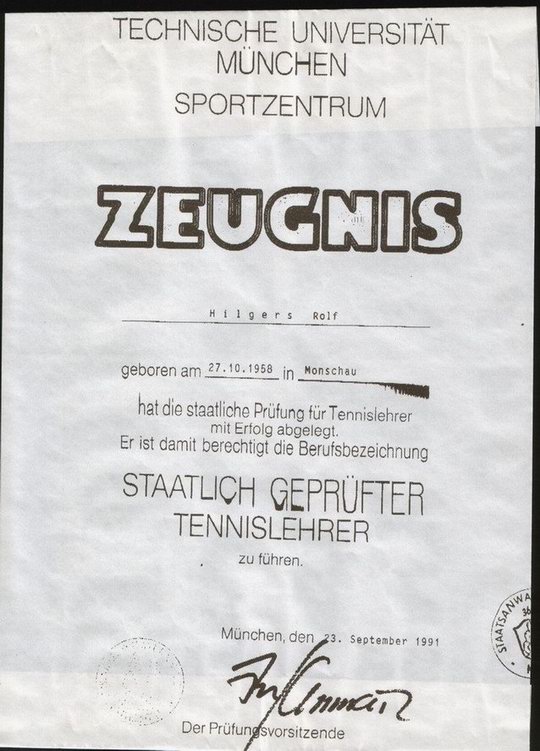 TECHNISCHE UNIVERSITÄT
MÜNCHEN
SPORTZENTRUM
ZEUGNIS
Hilgers Rolf
geboren am 27.10.1958 in Monschau
hat die staatliche Prüfung für Tennislehrer
mit Erfolg abgelegt.
Er ist damit berechtigt die Berufsbezeichnung
STAATLICH GEPRÜFTER
TENNISLEHRER
zu führen.
STAATSANWA
36
München, den 23. September 1991
Der Prüfungsvorsitzende